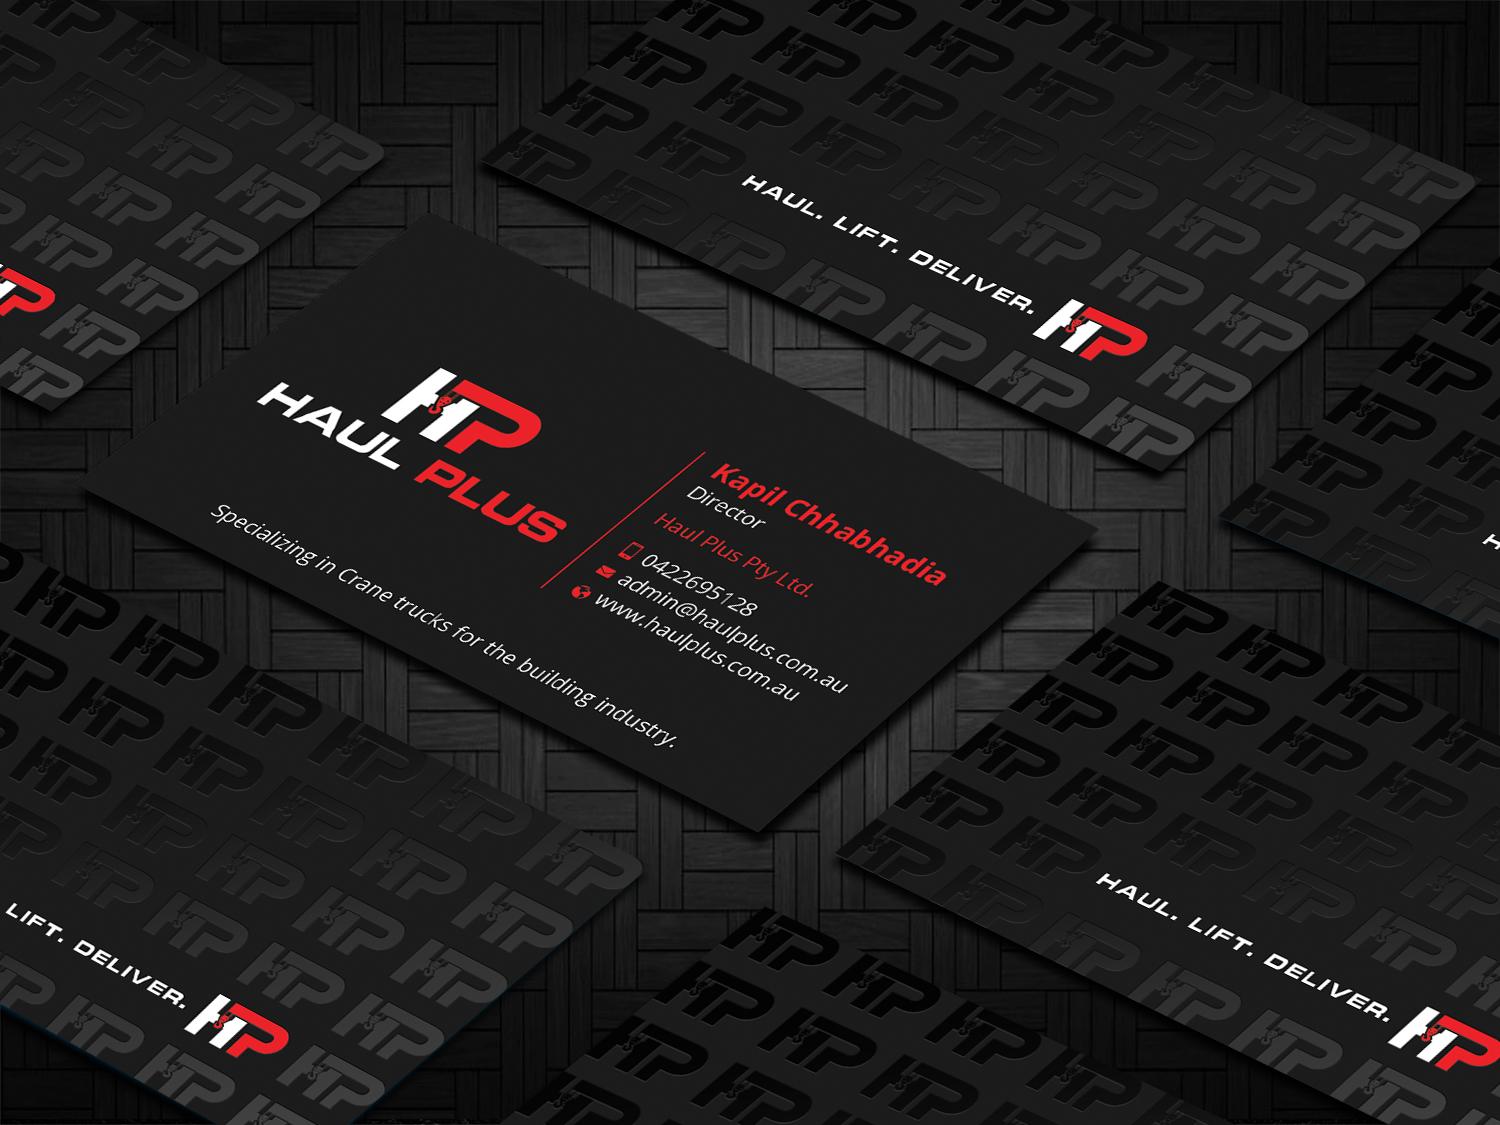 HAUL. LIFT. DELIVER.
HP
HP
HAUL PLUS
Specializing in Crane trucks for the building industry.
Kapil Chhabhadia
Director
Haul Plus Pty Ltd.
0422695128
admin@haulplus.com.au
www.haulplus.com.au
HAUL. LIFT. DELIVER.
HP
LIFT. DELIVER.
HP